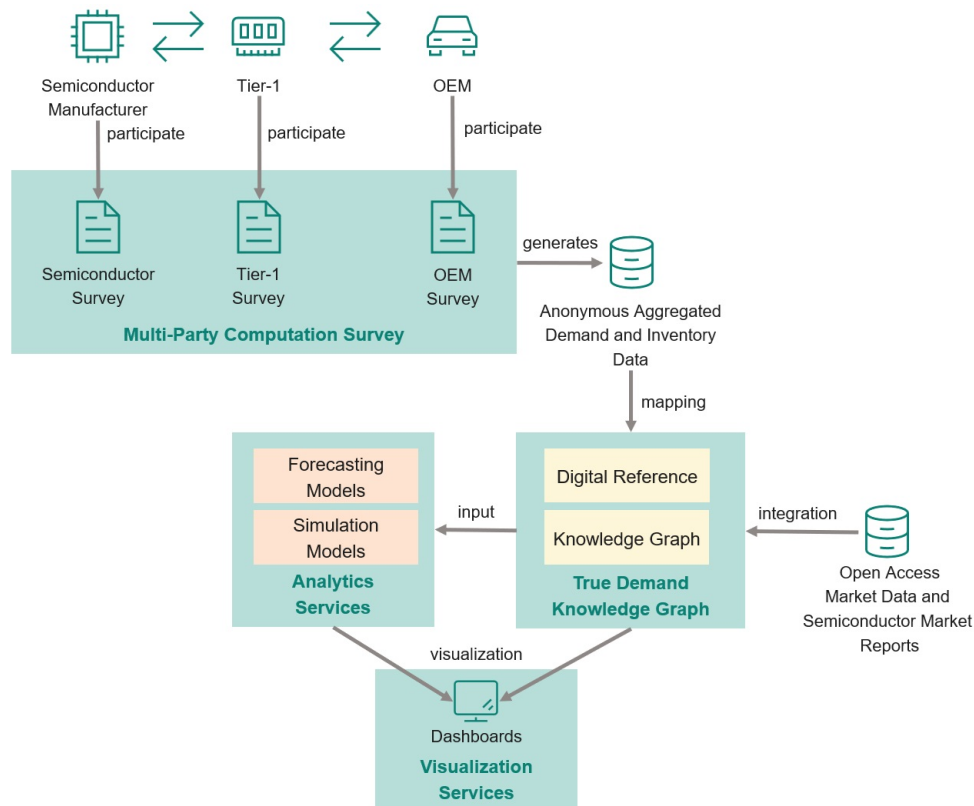 Semiconductor
Manufacturer
Tier-1
OEM
participate
participate
participate
Semiconductor
Survey
Tier-1
Survey
OEM
Survey
Multi-Party Computation Survey
generates
Anonymous Aggregated
Demand and Inventory
Data
mapping
Forecasting
Models
Simulation
Models
Analytics
Services
input
Digital Reference
Knowledge Graph
True Demand
Knowledge Graph
integration
Open Access
Market Data and
Semiconductor Market
Reports
visualization
Dashboards
Visualization
Services